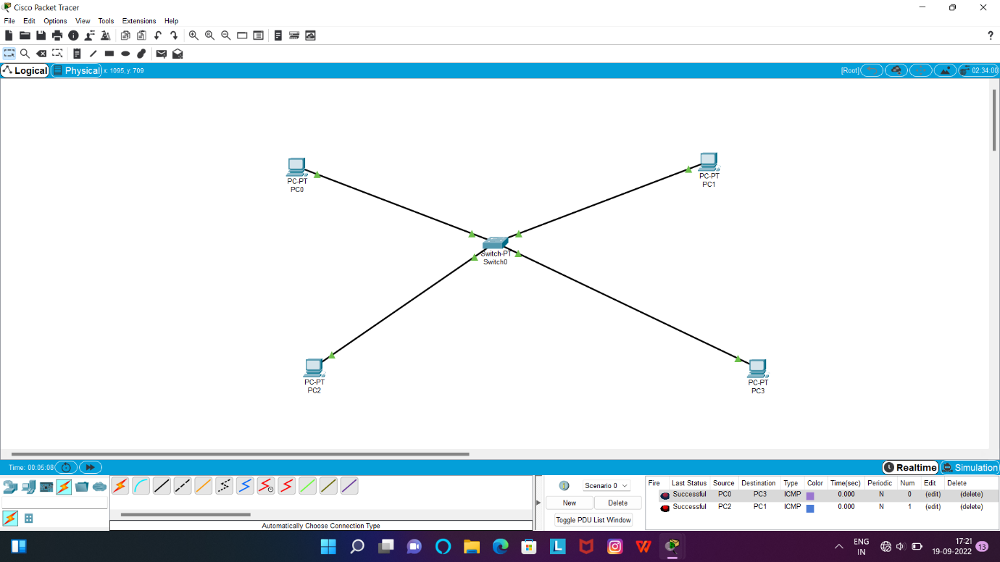 Cisco Packet Tracer
File Edit Options View Tools Extensions Help
?
Logical Physical x: 1095, y: 709 [Root] 02:34:00
PC-PT
PC0
PC-PT
PC1
Switch-PT
Switch0
PC-PT
PC2
PC-PT
PC3
Time: 00:05:08 Realtime Simulation
Scenario 0
New Delete
Toggle PDU List Window
Fire Last Status Source Destination Type Color Time(sec) Periodic Num Edit Delete
Successful PC0 PC3 ICMP 0.000 N 0 (edit) (delete)
Successful PC2 PC1 ICMP 0.000 N 1 (edit) (delete)
Automatically Choose Connection Type
ENG
IN
17:21
19-09-2022
13